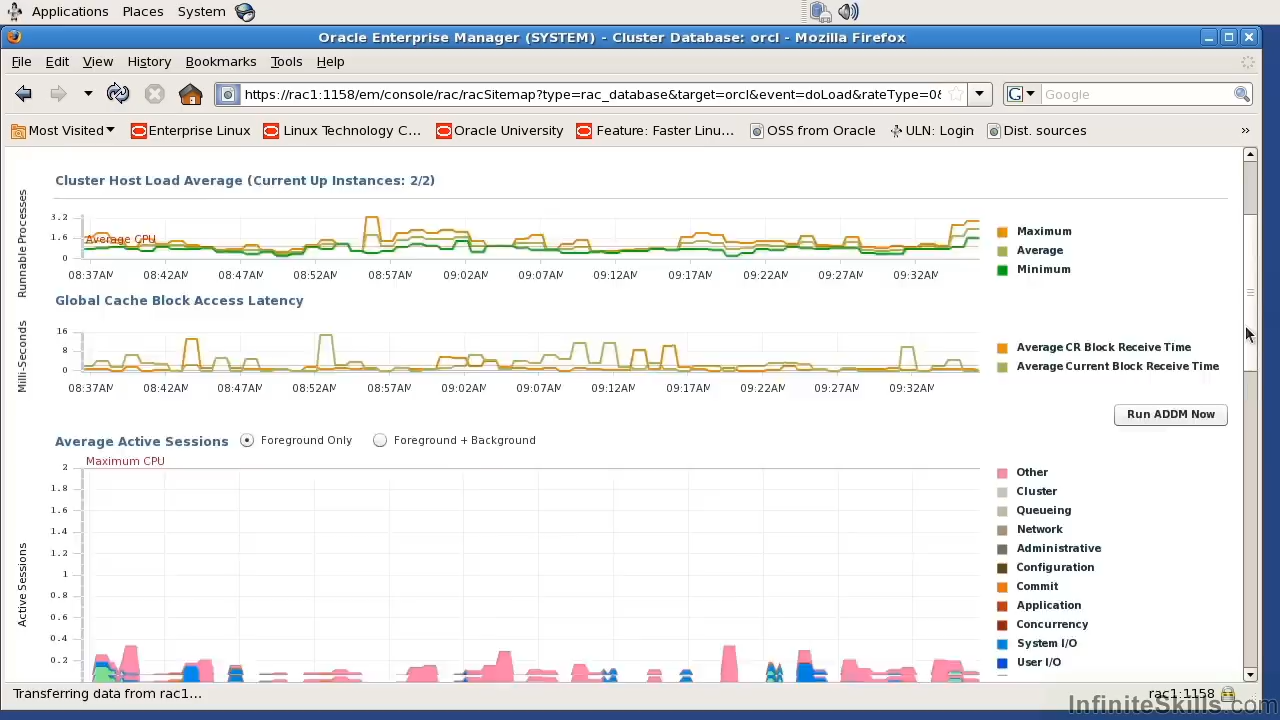 Applications Places System
Oracle Enterprise Manager (SYSTEM) - Cluster Database: orcl - Mozilla Firefox
File Edit View History Bookmarks Tools Help
https://rac1:1158/em/console/rac/racSitemap?type=rac_database&target=orcl&event=doLoad&rateType=0&
Google
Most Visited Enterprise Linux Linux Technology C... Oracle University Feature: Faster Linu... OSS from Oracle ULN: Login Dist. sources »
Cluster Host Load Average (Current Up Instances: 2/2)
Runnable Processes
3.2
1.6
0
Average CPU
08:37AM 08:42AM 08:47AM 08:52AM 08:57AM 09:02AM 09:07AM 09:12AM 09:17AM 09:22AM 09:27AM 09:32AM
Maximum
Average
Minimum
Global Cache Block Access Latency
Milli-Seconds
16
8
0
08:37AM 08:42AM 08:47AM 08:52AM 08:57AM 09:02AM 09:07AM 09:12AM 09:17AM 09:22AM 09:27AM 09:32AM
Average CR Block Receive Time
Average Current Block Receive Time
Run ADDM Now
Average Active Sessions Foreground Only Foreground + Background
Maximum CPU
Active Sessions
2
1.8
1.6
1.4
1.2
1
0.8
0.6
0.4
0.2
Other
Cluster
Queueing
Network
Administrative
Configuration
Commit
Application
Concurrency
System I/O
User I/O
Transferring data from rac1...
rac1:1158
InfiniteSkills.com